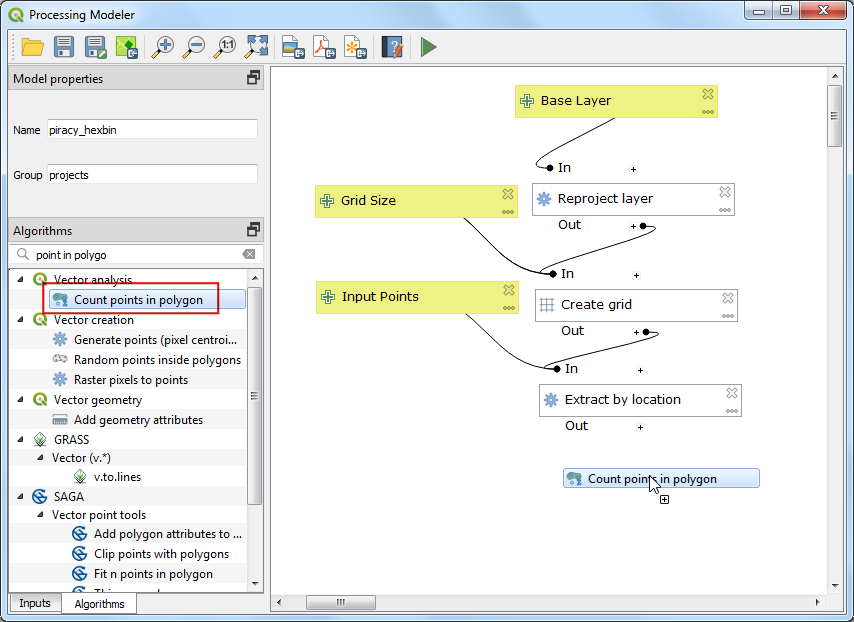 Processing Modeler
1:1
Model properties
Name piracy_hexbin
Group projects
Algorithms
point in polygo
Vector analysis
Count points in polygon
Vector creation
Generate points (pixel centroi...
Random points inside polygons
Raster pixels to points
Vector geometry
Add geometry attributes
GRASS
Vector (v.*)
v.to.lines
SAGA
Vector point tools
Add polygon attributes to ...
Clip points with polygons
Fit n points in polygon
Inputs
Algorithms
Base Layer
In
Grid Size
Reproject layer
Out
In
Input Points
Create grid
Out
In
Extract by location
Out
Count points in polygon